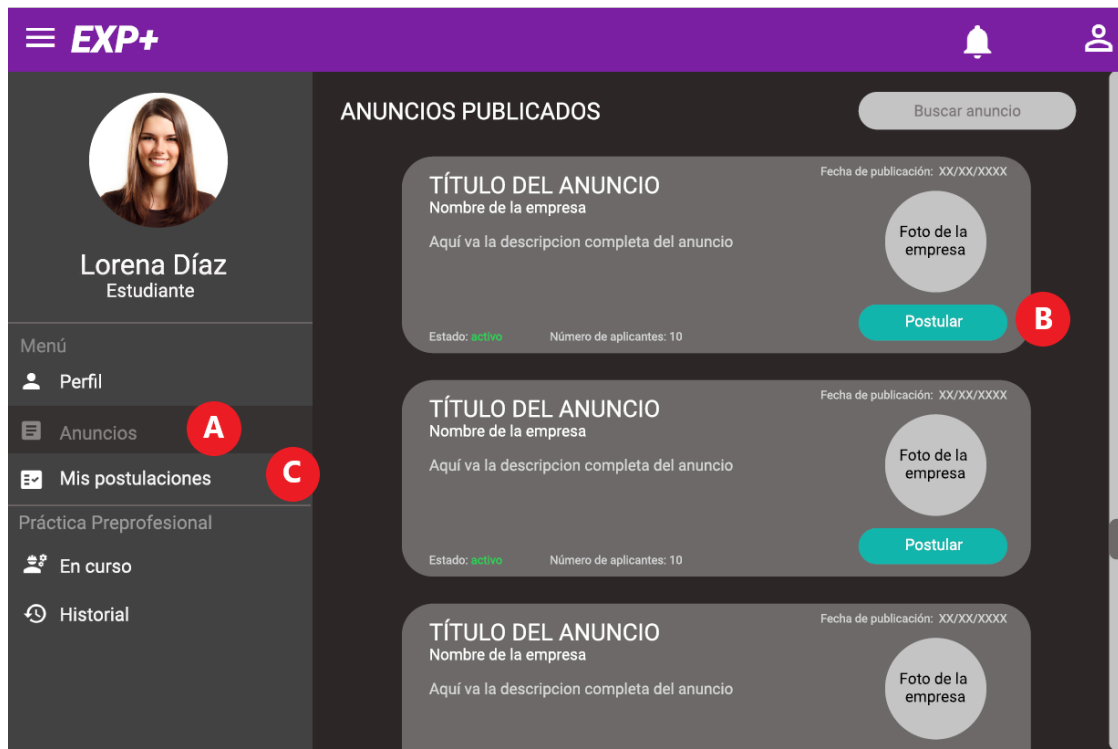 EXP+
Lorena Díaz
Estudiante
Menú
Perfil
Anuncios
A
Mis postulaciones
C
Práctica Preprofesional
En curso
Historial
ANUNCIOS PUBLICADOS
Buscar anuncio
Fecha de publicación: XX/XX/XXXX
TÍTULO DEL ANUNCIO
Nombre de la empresa
Aquí va la descripcion completa del anuncio
Foto de la
empresa
Postular
B
Estado: activo Número de aplicantes: 10
Fecha de publicación: XX/XX/XXXX
TÍTULO DEL ANUNCIO
Nombre de la empresa
Aquí va la descripcion completa del anuncio
Foto de la
empresa
Postular
Estado: activo Número de aplicantes: 10
Fecha de publicación: XX/XX/XXXX
TÍTULO DEL ANUNCIO
Nombre de la empresa
Aquí va la descripcion completa del anuncio
Foto de la
empresa